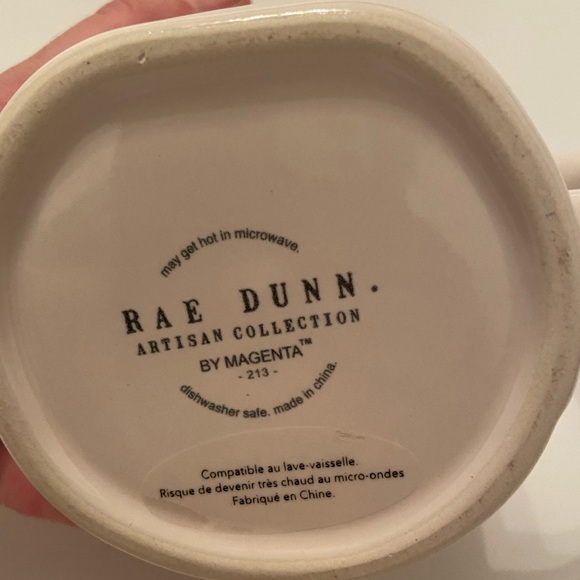 may get hot in microwave.
RAE DUNN.
ARTISAN COLLECTION
BY MAGENTA™
- 213 -
dishwasher safe. made in china.
Compatible au lave-vaisselle.
Risque de devenir très chaud au micro-ondes
Fabriqué en Chine.